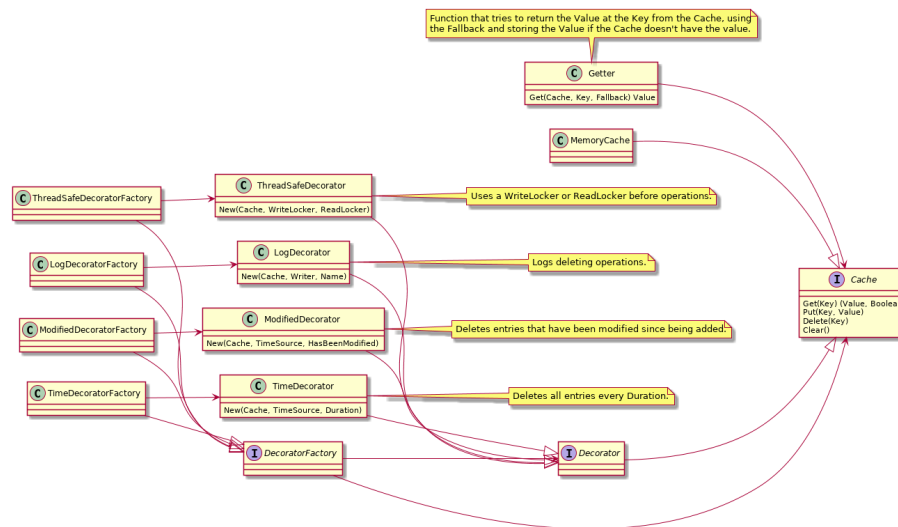 Function that tries to return the Value at the Key from the Cache, using
the Fallback and storing the Value if the Cache doesn't have the value.
C Getter
Get(Cache, Key, Fallback) Value
C MemoryCache
C ThreadSafeDecoratorFactory
C ThreadSafeDecorator
New(Cache, WriteLocker, ReadLocker)
Uses a WriteLocker or ReadLocker before operations.
C LogDecoratorFactory
C LogDecorator
New(Cache, Writer, Name)
Logs deleting operations.
I Cache
Get(Key) (Value, Boolea
Put(Key, Value)
Delete(Key)
Clear()
C ModifiedDecoratorFactory
C ModifiedDecorator
New(Cache, TimeSource, HasBeenModified)
Deletes entries that have been modified since being added.
C TimeDecoratorFactory
C TimeDecorator
New(Cache, TimeSource, Duration)
Deletes all entries every Duration.
I DecoratorFactory
I Decorator